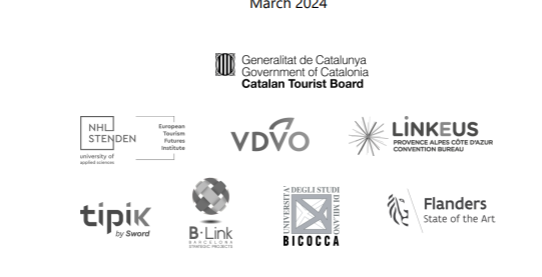 March 2024
Generalitat de Catalunya
Government of Catalonia
Catalan Tourist Board
NHL
STENDEN
university of
applied sciences
European
Tourism
Futures
Institute
VDVO
LiNKEUS
PROVENCE ALPES CÔTE D'AZUR
CONVENTION BUREAU
tipik
by Sword
B·Link
BARCELONA
STRATEGIC PROJECTS
UNIVERSITA'
DEGLI STUDI
DI MILANO
BICOCCA
Flanders
State of the Art